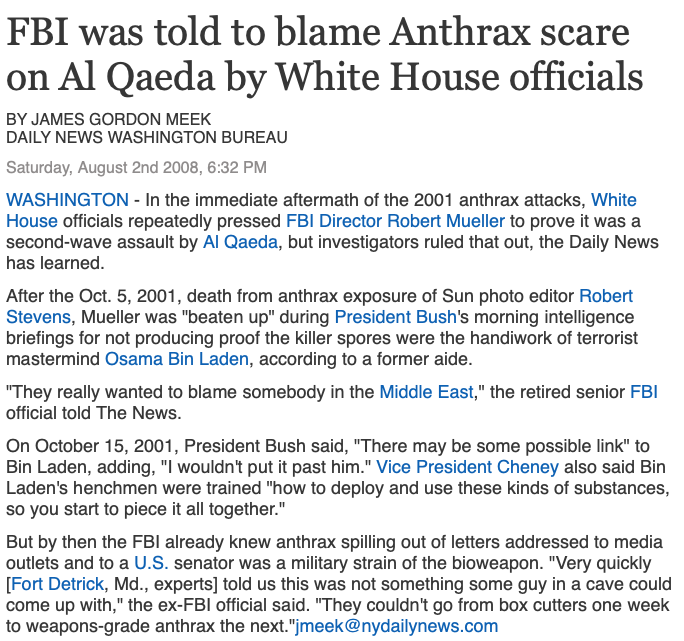 FBI was told to blame Anthrax scare
on Al Qaeda by White House officials
BY JAMES GORDON MEEK
DAILY NEWS WASHINGTON BUREAU
Saturday, August 2nd 2008, 6:32 PM
WASHINGTON - In the immediate aftermath of the 2001 anthrax attacks, White
House officials repeatedly pressed FBI Director Robert Mueller to prove it was a
second-wave assault by Al Qaeda, but investigators ruled that out, the Daily News
has learned.
After the Oct. 5, 2001, death from anthrax exposure of Sun photo editor Robert
Stevens, Mueller was "beaten up" during President Bush's morning intelligence
briefings for not producing proof the killer spores were the handiwork of terrorist
mastermind Osama Bin Laden, according to a former aide.
"They really wanted to blame somebody in the Middle East," the retired senior FBI
official told The News.
On October 15, 2001, President Bush said, "There may be some possible link" to
Bin Laden, adding, "I wouldn't put it past him." Vice President Cheney also said Bin
Laden's henchmen were trained "how to deploy and use these kinds of substances,
so you start to piece it all together."
But by then the FBI already knew anthrax spilling out of letters addressed to media
outlets and to a U.S. senator was a military strain of the bioweapon. "Very quickly
[Fort Detrick, Md., experts] told us this was not something some guy in a cave could
come up with," the ex-FBI official said. "They couldn't go from box cutters one week
to weapons-grade anthrax the next."jmeek@nydailynews.com